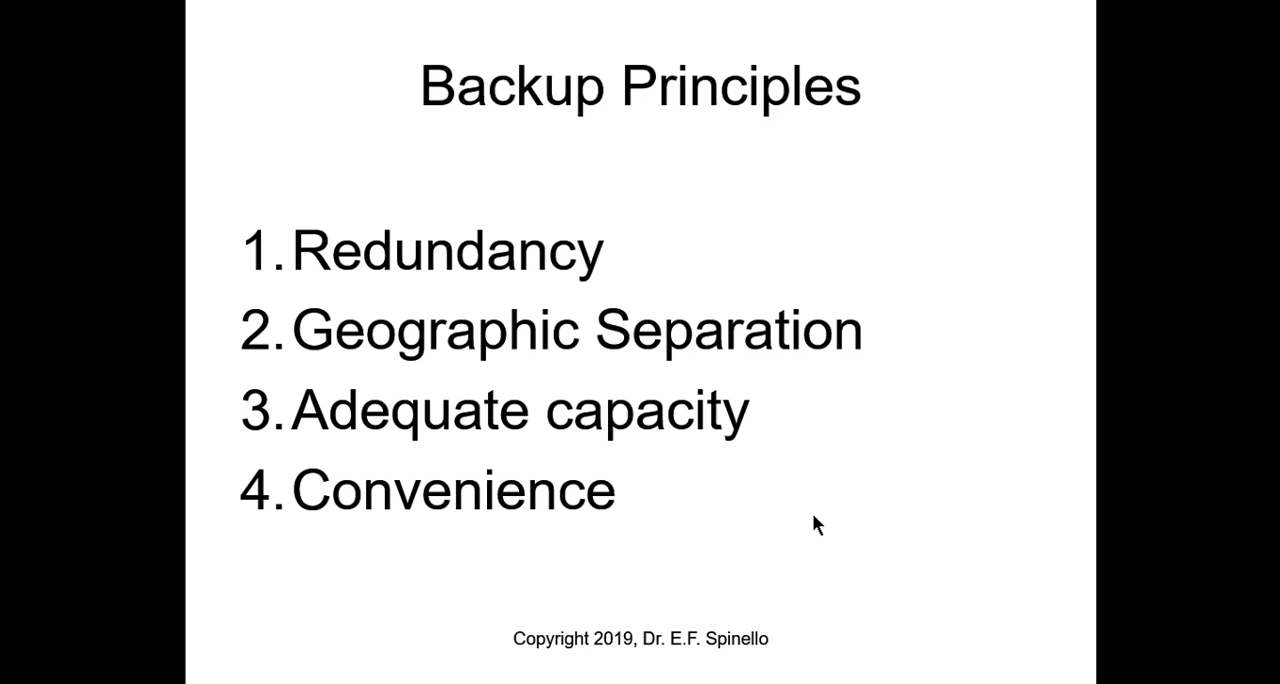 Backup Principles
1. Redundancy
2. Geographic Separation
3. Adequate capacity
4. Convenience
Copyright 2019, Dr. E.F. Spinello